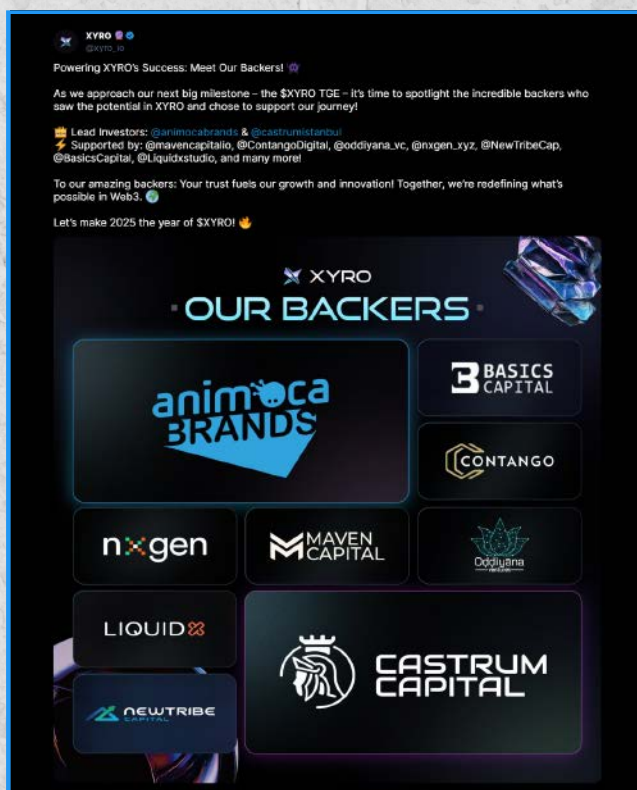 XYRO
@xyro_io
Powering XYRO's Success: Meet Our Backers!
As we approach our next big milestone – the $XYRO TGE – it's time to spotlight the incredible backers who
saw the potential in XYRO and chose to support our journey!
Lead Investors: @animocabrands & @castrumistanbul
Supported by: @mavencapitalio, @ContangoDigital, @oddiyana_vc, @nxgen_xyz, @NewTribeCap,
@BasicsCapital, @Liquidxstudio, and many more!
To our amazing backers: Your trust fuels our growth and innovation! Together, we're redefining what's
possible in Web3.
Let's make 2025 the year of $XYRO!
XYRO
OUR BACKERS
animoca
BRANDS
BASICS
CAPITAL
CONTANGO
nxgen
MAVEN
CAPITAL
Oddiyana
ventures
LIQUIDX
CASTRUM
CAPITAL
NEWTRIBE
CAPITAL